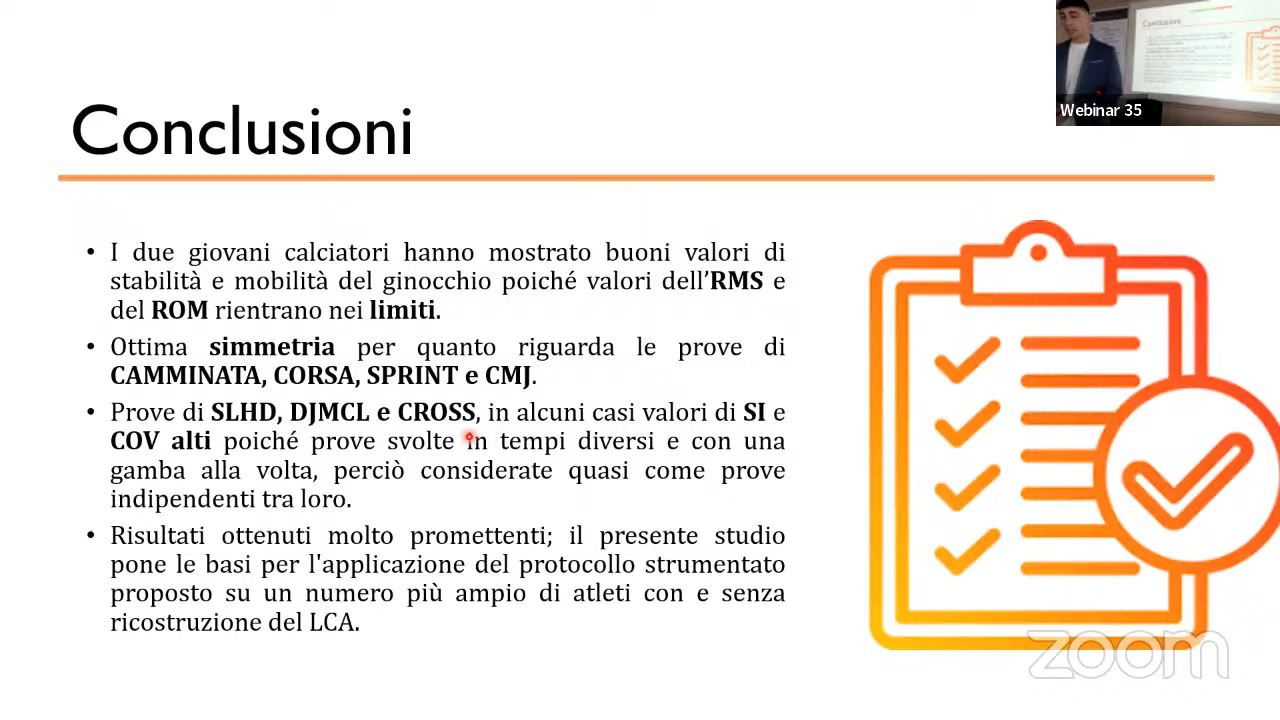 Conclusioni
Webinar 35
Conclusioni
• I due giovani calciatori hanno mostrato buoni valori di
stabilità e mobilità del ginocchio poiché valori dell’RMS e
del ROM rientrano nei limiti.
• Ottima simmetria per quanto riguarda le prove di
CAMMINATA, CORSA, SPRINT e CMJ.
• Prove di SLHD, DJMCL e CROSS, in alcuni casi valori di SI e
COV alti poiché prove svolte in tempi diversi e con una
gamba alla volta, perciò considerate quasi come prove
indipendenti tra loro.
• Risultati ottenuti molto promettenti; il presente studio
pone le basi per l'applicazione del protocollo strumentato
proposto su un numero più ampio di atleti con e senza
ricostruzione del LCA.
zoom